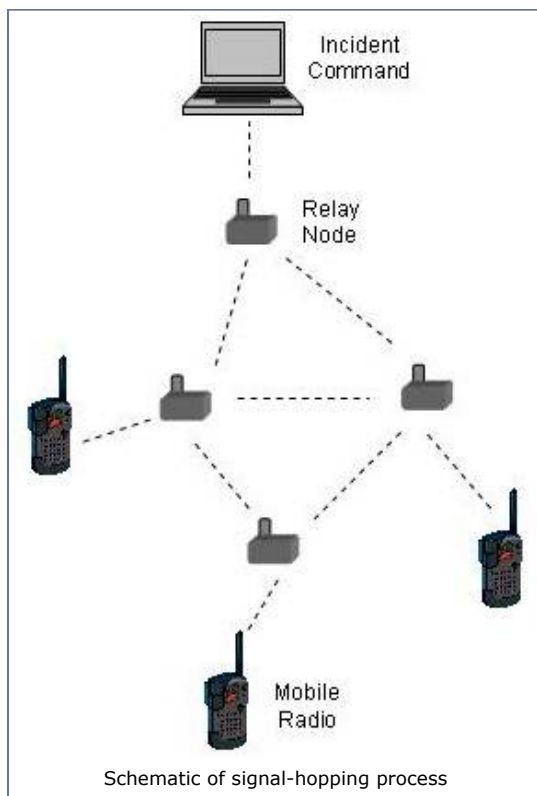 Incident
Command
Relay
Node
Mobile
Radio
Schematic of signal-hopping process